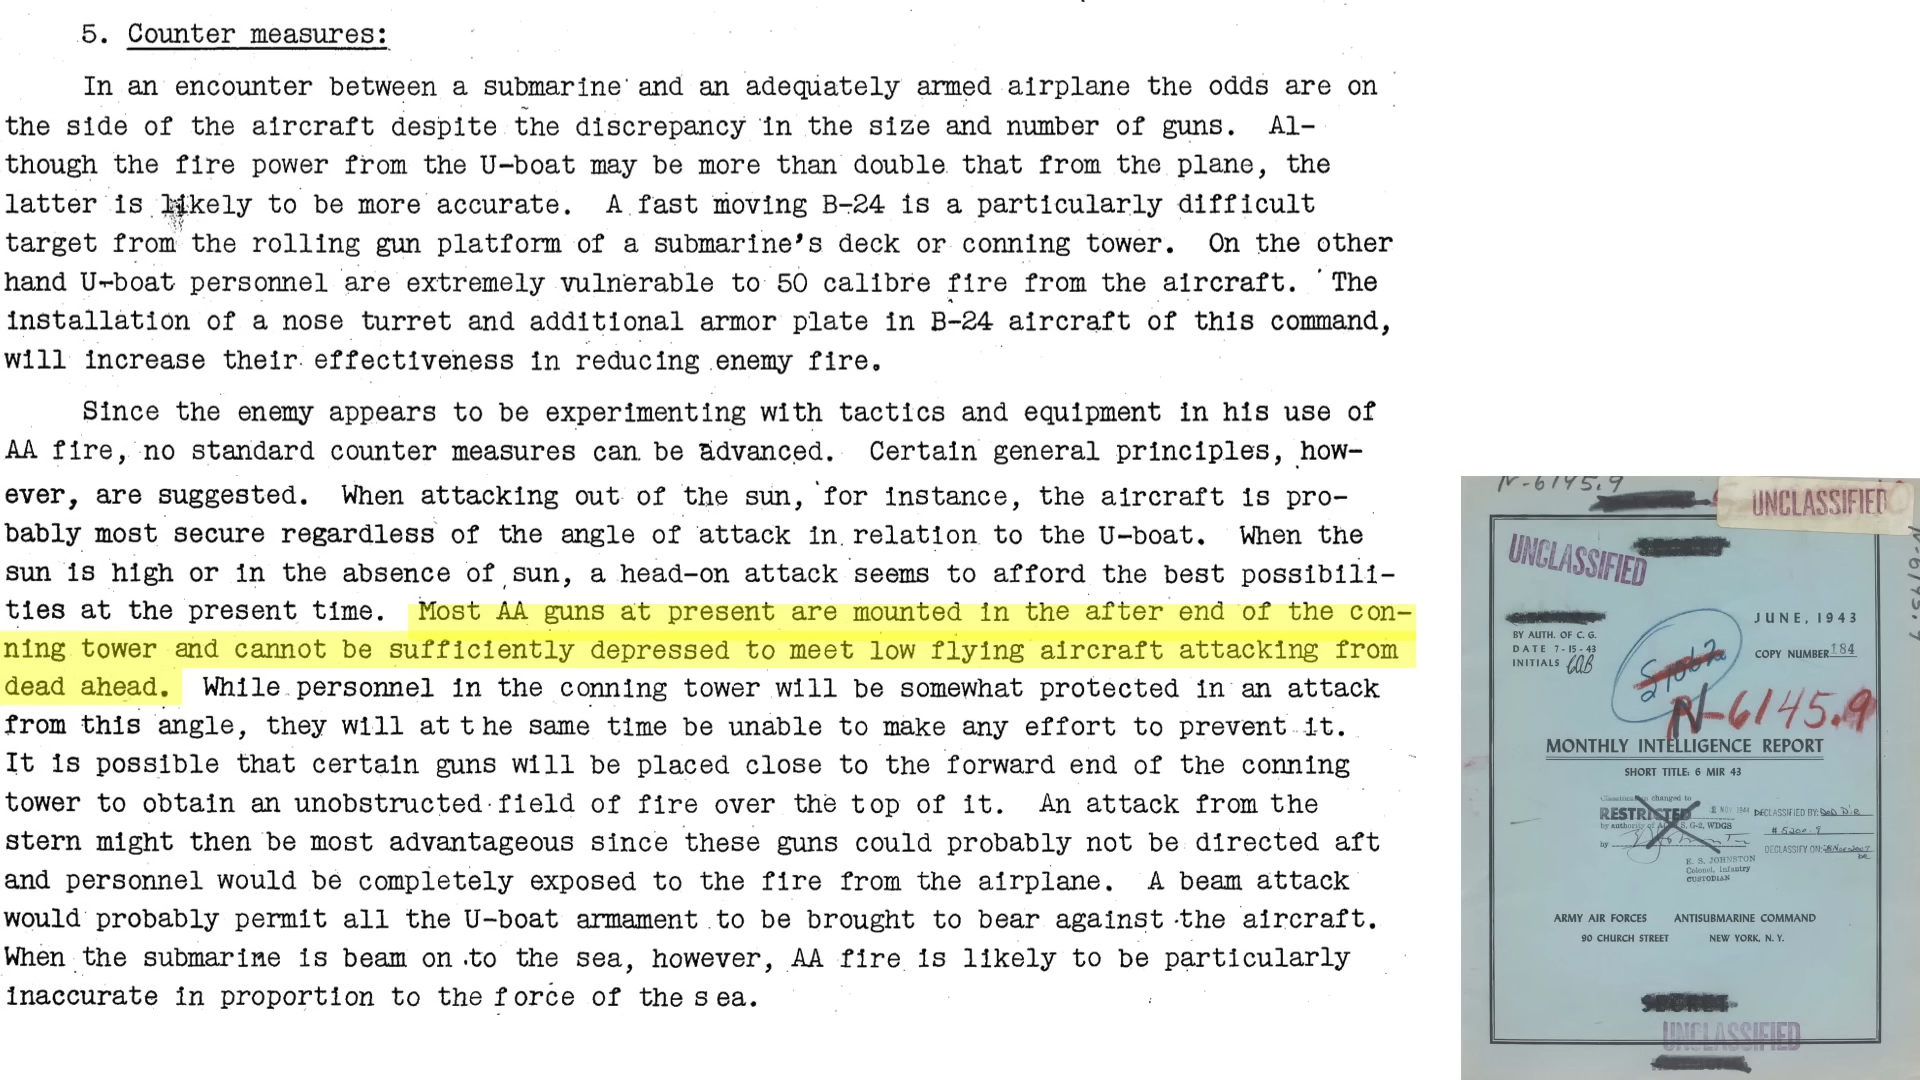 5. Counter measures:
In an encounter between a submarine and an adequately armed airplane the odds are on
the side of the aircraft despite the discrepancy in the size and number of guns. Al-
though the fire power from the U-boat may be more than double that from the plane, the
latter is likely to be more accurate. A fast moving B-24 is a particularly difficult
target from the rolling gun platform of a submarine's deck or conning tower. On the other
hand U-boat personnel are extremely vulnerable to 50 calibre fire from the aircraft. The
installation of a nose turret and additional armor plate in B-24 aircraft of this command,
will increase their effectiveness in reducing enemy fire.
Since the enemy appears to be experimenting with tactics and equipment in his use of
AA fire, no standard counter measures can be advanced. Certain general principles, how-
ever, are suggested. When attacking out of the sun, for instance, the aircraft is pro-
bably most secure regardless of the angle of attack in relation to the U-boat. When the
sun is high or in the absence of sun, a head-on attack seems to afford the best possibili-
ties at the present time. Most AA guns at present are mounted in the after end of the con-
ning tower and cannot be sufficiently depressed to meet low flying aircraft attacking from
dead ahead. While personnel in the conning tower will be somewhat protected in an attack
from this angle, they will at the same time be unable to make any effort to prevent it.
It is possible that certain guns will be placed close to the forward end of the conning
tower to obtain an unobstructed field of fire over the top of it. An attack from the
stern might then be most advantageous since these guns could probably not be directed aft
and personnel would be completely exposed to the fire from the airplane. A beam attack
would probably permit all the U-boat armament to be brought to bear against the aircraft.
When the submarine is beam on to the sea, however, AA fire is likely to be particularly
inaccurate in proportion to the force of the sea.
N-6145.9
UNCLASSIFIED
UNCLASSIFIED
JUNE, 1943
BY AUTH. OF C. G.
DATE 7-15-43
INITIALS
COPY NUMBER 184
N-6145.9
MONTHLY INTELLIGENCE REPORT
SHORT TITLE: 6 MIR 43
Classification changed to
RESTRICTED
by authority of A. C. S., G-2, WDGS
by
E. S. JOHNSTON
Colonel, Infantry
CUSTODIAN
DECLASSIFIED BY: DOD Dir
# 5200.9
DECLASSIFY ON:
ARMY AIR FORCES ANTISUBMARINE COMMAND
90 CHURCH STREET NEW YORK, N. Y.
SECRET
UNCLASSIFIED